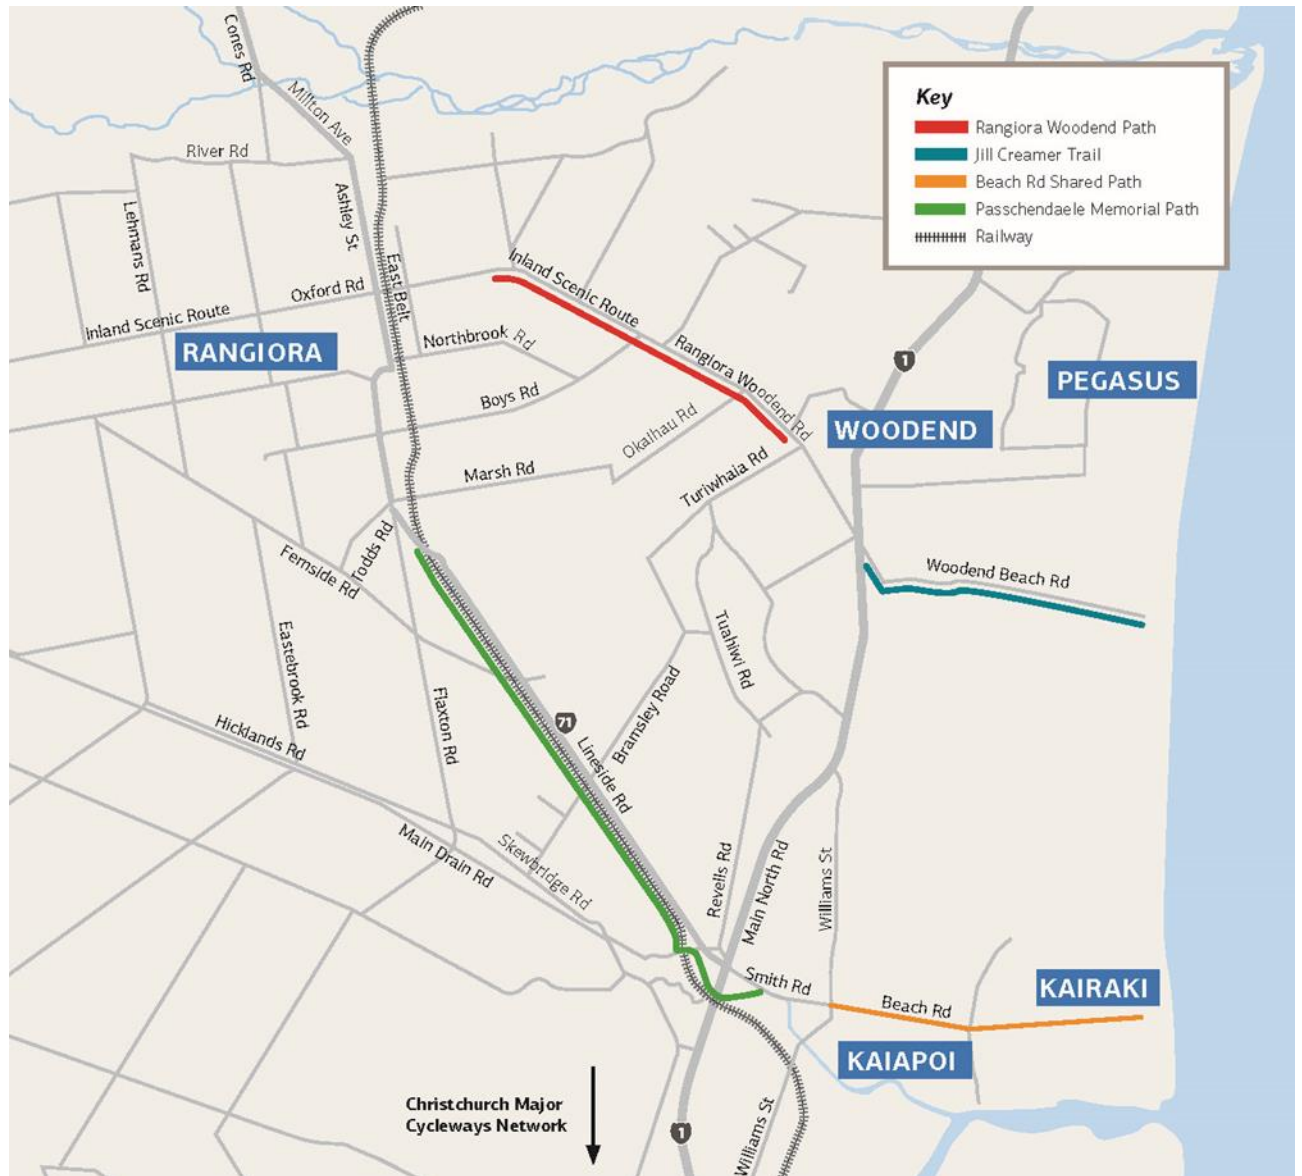 Cones Rd
Millton Ave
River Rd
Ashley St
Lehmans Rd
East Belt
Oxford Rd
Inland Scenic Route
RANGIORA
Northbrook Rd
Boys Rd
Inland Scenic Route
Rangiora Woodend Rd
Okalhau Rd
Marsh Rd
Turiwhaia Rd
Key
Rangiora Woodend Path
Jill Creamer Trail
Beach Rd Shared Path
Passchendaele Memorial Path
Railway
1
PEGASUS
WOODEND
Woodend Beach Rd
Todds Rd
Fernside Rd
Eastebrook Rd
Flaxton Rd
Hicklands Rd
Main Drain Rd
Skewbridge Rd
71
Lineside Rd
Bramsley Road
Tuahiwi Rd
Revells Rd
Main North Rd
Williams St
Smith Rd
Beach Rd
KAIRAKI
KAIAPOI
Christchurch Major
Cycleways Network
1
Williams St